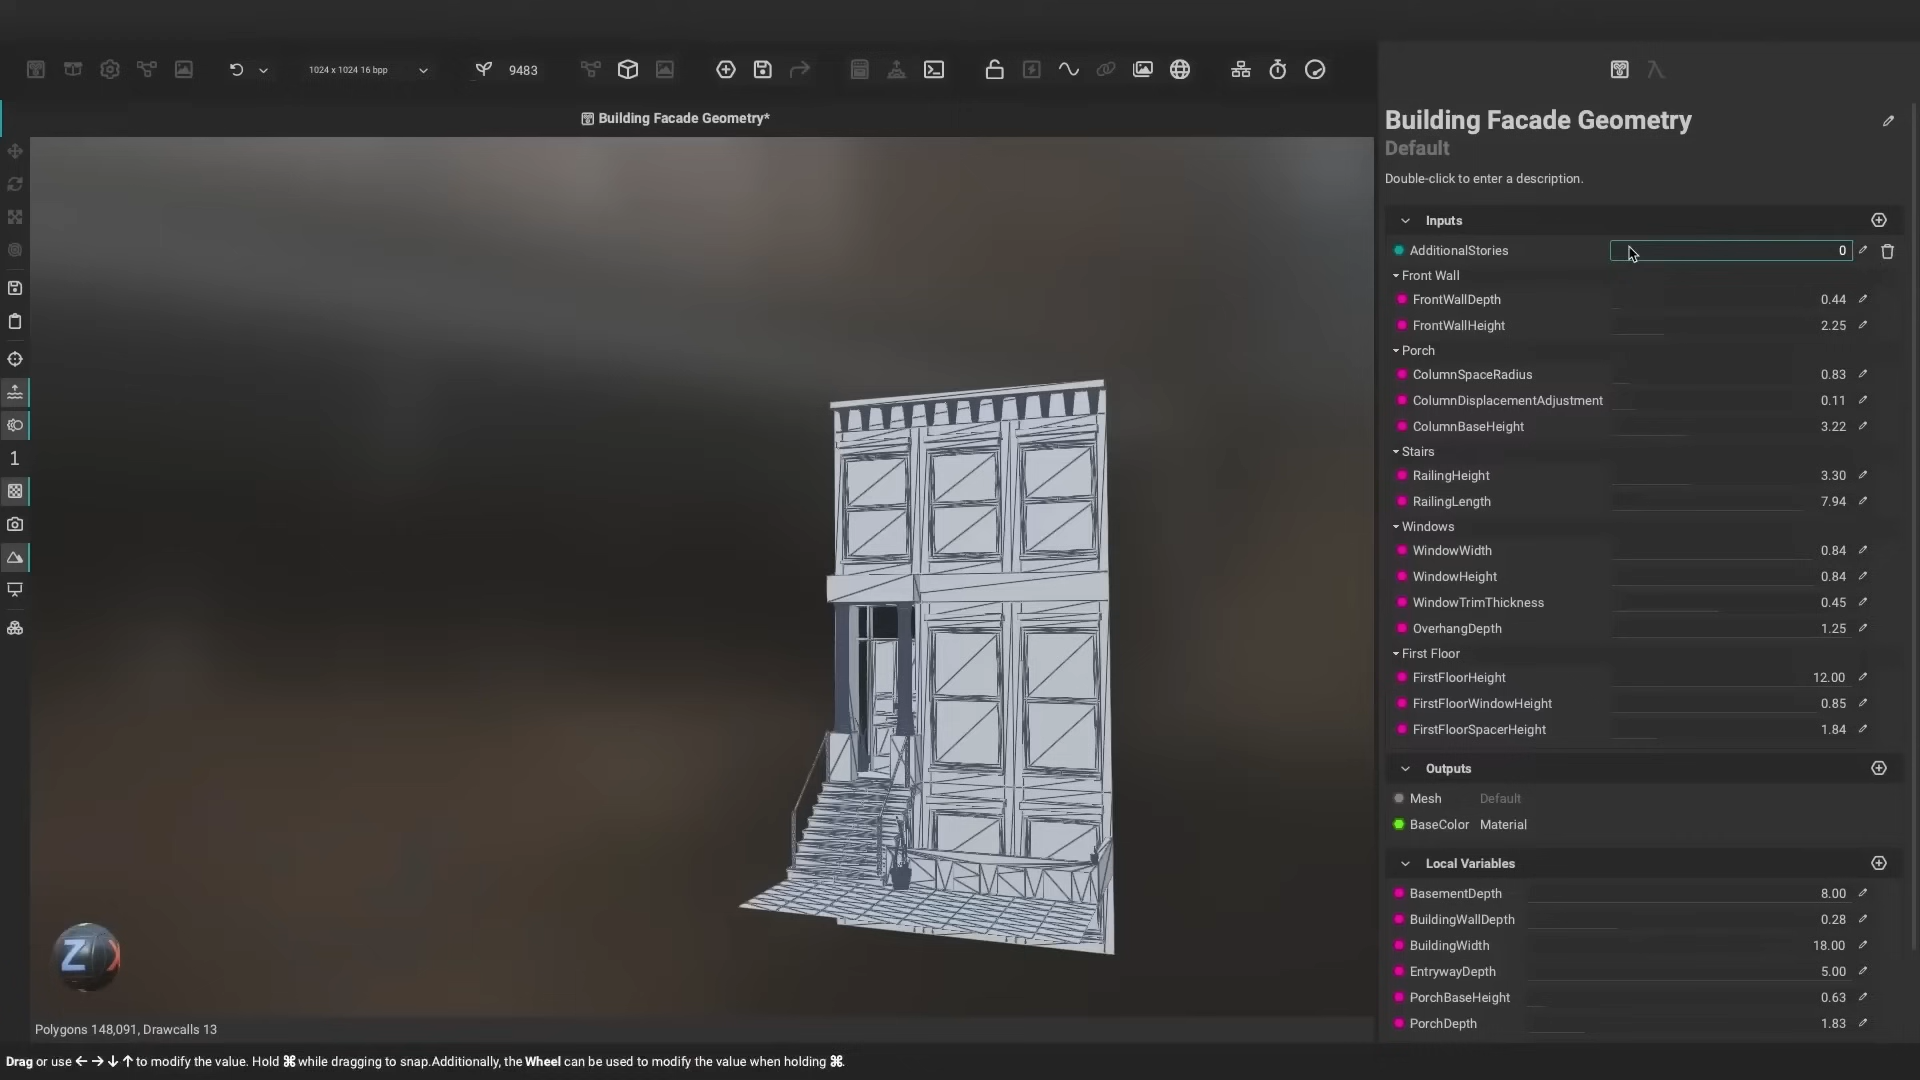 1024 x 1024 16 bpp
9483
Building Facade Geometry*
1
Z
Polygons 148,091, Drawcalls 13
Drag or use ← → ↓ ↑ to modify the value. Hold ⌘ while dragging to snap.Additionally, the Wheel can be used to modify the value when holding ⌘.
Building Facade Geometry
Default
Double-click to enter a description.
Inputs
AdditionalStories 0
Front Wall
FrontWallDepth 0.44
FrontWallHeight 2.25
Porch
ColumnSpaceRadius 0.83
ColumnDisplacementAdjustment 0.11
ColumnBaseHeight 3.22
Stairs
RailingHeight 3.30
RailingLength 7.94
Windows
WindowWidth 0.84
WindowHeight 0.84
WindowTrimThickness 0.45
OverhangDepth 1.25
First Floor
FirstFloorHeight 12.00
FirstFloorWindowHeight 0.85
FirstFloorSpacerHeight 1.84
Outputs
Mesh Default
BaseColor Material
Local Variables
BasementDepth 8.00
BuildingWallDepth 0.28
BuildingWidth 18.00
EntrywayDepth 5.00
PorchBaseHeight 0.63
PorchDepth 1.83